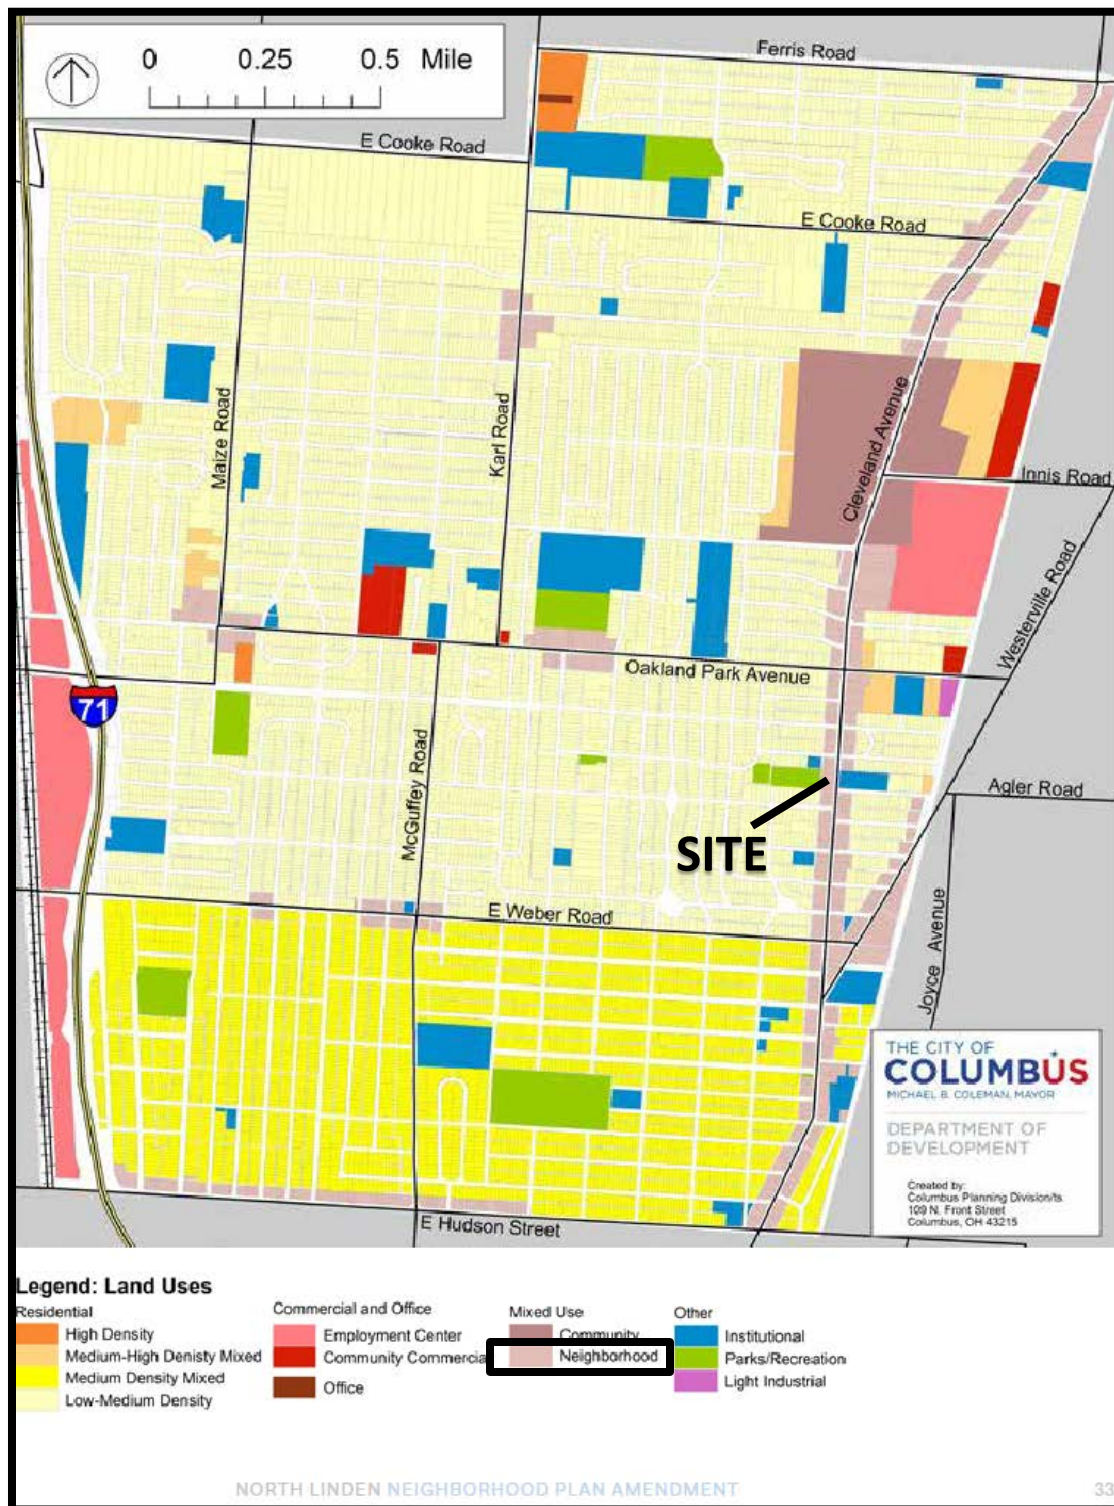 0 0.25 0.5 Mile
Ferris Road
E Cooke Road
E Cooke Road
Maize Road
Karl Road
Cleveland Avenue
Innis Road
Westerville Road
Oakland Park Avenue
71
McGuffey Road
Agler Road
SITE
E Weber Road
Joyce Avenue
THE CITY OF
COLUMBUS
MICHAEL B. COLEMAN, MAYOR
DEPARTMENT OF
DEVELOPMENT
Created by:
Columbus Planning Division/ts
109 N. Front Street
Columbus, OH 43215
E Hudson Street
Legend: Land Uses
Residential
High Density
Medium-High Denisty Mixed
Medium Density Mixed
Low-Medium Density
Commercial and Office
Employment Center
Community Commercia
Office
Mixed Use
Community
Neighborhood
Other
Institutional
Parks/Recreation
Light Industrial
NORTH LINDEN NEIGHBORHOOD PLAN AMENDMENT 33